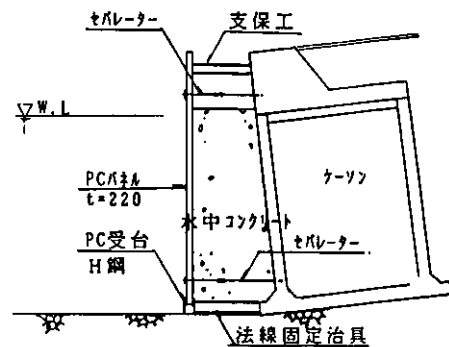 セパレーター
支保工
W.L
PCパネル
t=220
ケーソン
水中コンクリート
PC受台
H鋼
セパレーター
法線固定治具